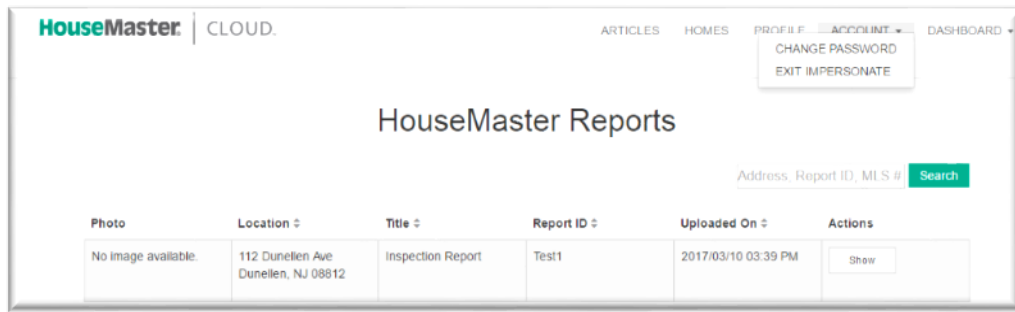 HouseMaster. CLOUD.
ARTICLES HOMES PROFILE ACCOUNT DASHBOARD
CHANGE PASSWORD
EXIT IMPERSONATE
HouseMaster Reports
Address, Report ID, MLS # Search
Photo Location Title Report ID Uploaded On Actions
No image available. 112 Dunellen Ave Inspection Report Test1 2017/03/10 03:39 PM Show
Dunellen, NJ 08812